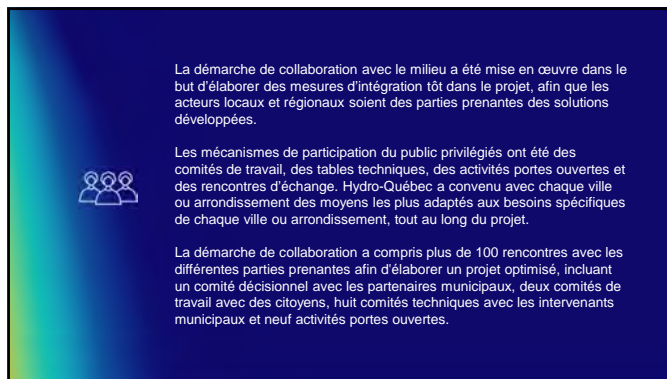 La démarche de collaboration avec le milieu a été mise en œuvre dans le
but d'élaborer des mesures d'intégration tôt dans le projet, afin que les
acteurs locaux et régionaux soient des parties prenantes des solutions
développées.
Les mécanismes de participation du public privilégiés ont été des
comités de travail, des tables techniques, des activités portes ouvertes et
des rencontres d'échange. Hydro-Québec a convenu avec chaque ville
ou arrondissement des moyens les plus adaptés aux besoins spécifiques
de chaque ville ou arrondissement, tout au long du projet.
La démarche de collaboration a compris plus de 100 rencontres avec les
différentes parties prenantes afin d'élaborer un projet optimisé, incluant
un comité décisionnel avec les partenaires municipaux, deux comités de
travail avec des citoyens, huit comités techniques avec les intervenants
municipaux et neuf activités portes ouvertes.